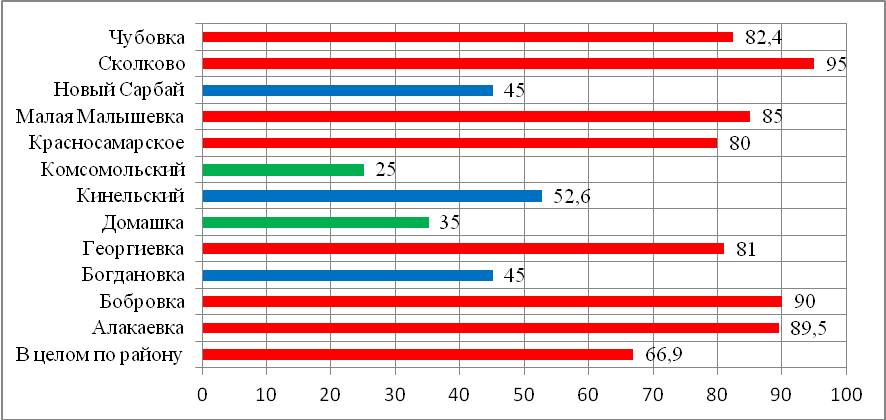 Чубовка 82,4
Сколково 95
Новый Сарбай 45
Малая Малышевка 85
Красносамарское 80
Комсомольский 25
Кинельский 52,6
Домашка 35
Георгиевка 81
Богдановка 45
Бобровка 90
Алакаевка 89,5
В целом по району 66,9
0 10 20 30 40 50 60 70 80 90 100